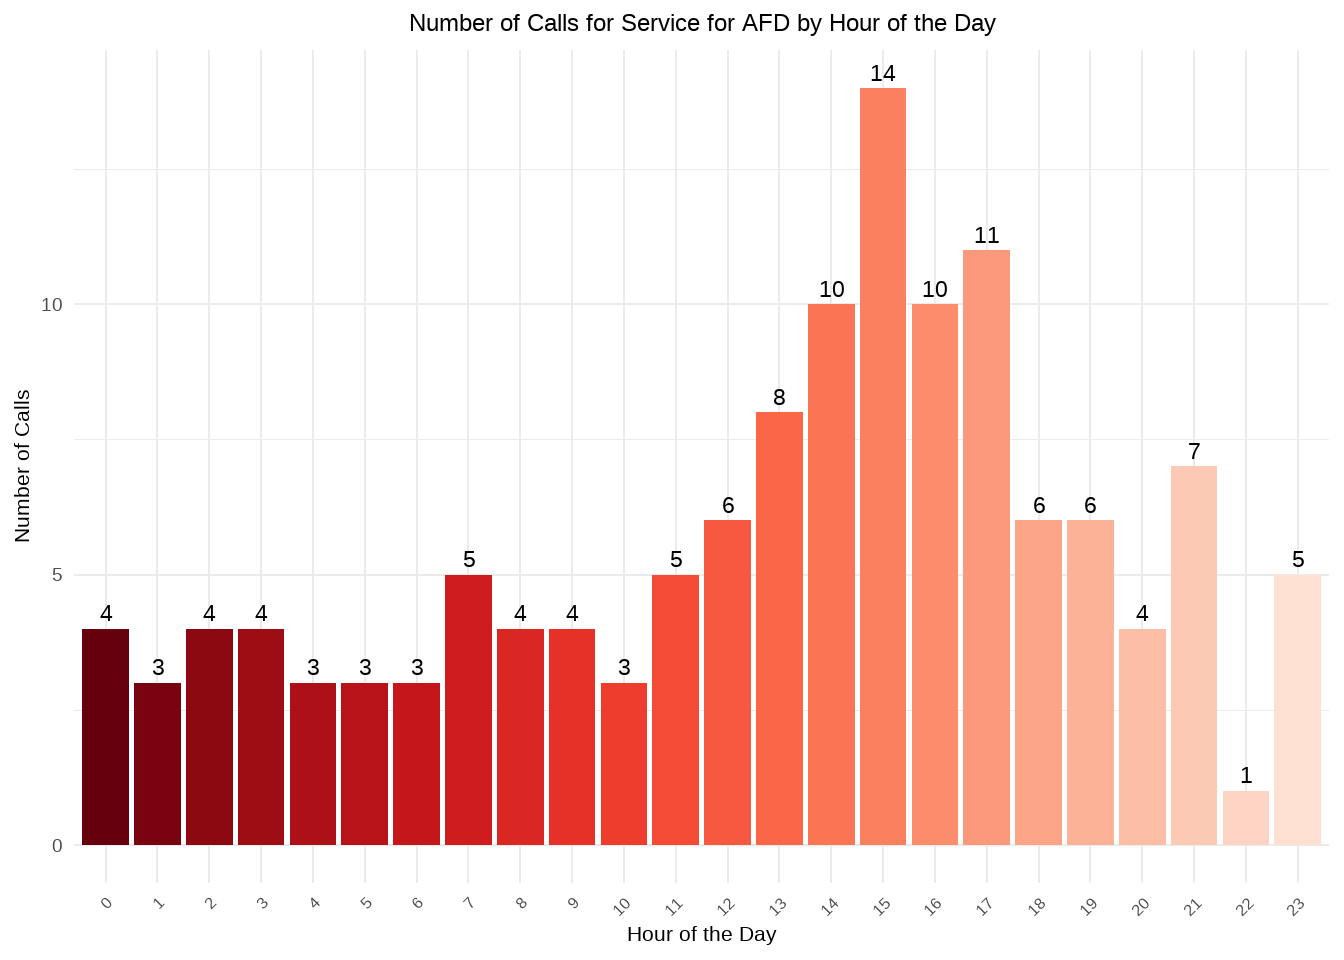 Number of Calls for Service for AFD by Hour of the Day
14
11
10 10
10
8
7
6 6 6
5 5 5
5
4 4 4 4 4 4
3 3 3 3 3
1
0
Number of Calls
0 1 2 3 4 5 6 7 8 9 10 11 12 13 14 15 16 17 18 19 20 21 22 23
Hour of the Day